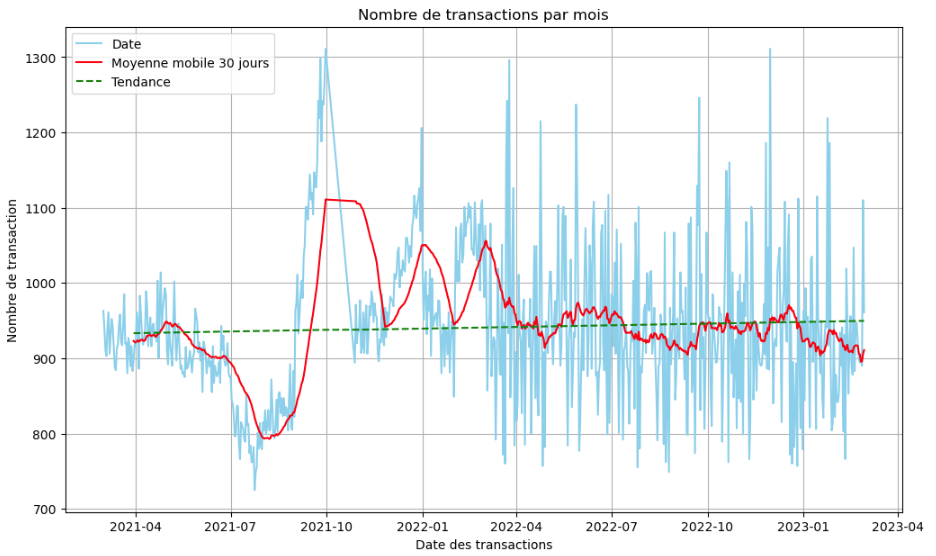 Nombre de transactions par mois
Date
Moyenne mobile 30 jours
Tendance
Nombre de transaction
1300
1200
1100
1000
900
800
700
2021-04 2021-07 2021-10 2022-01 2022-04 2022-07 2022-10 2023-01 2023-04
Date des transactions